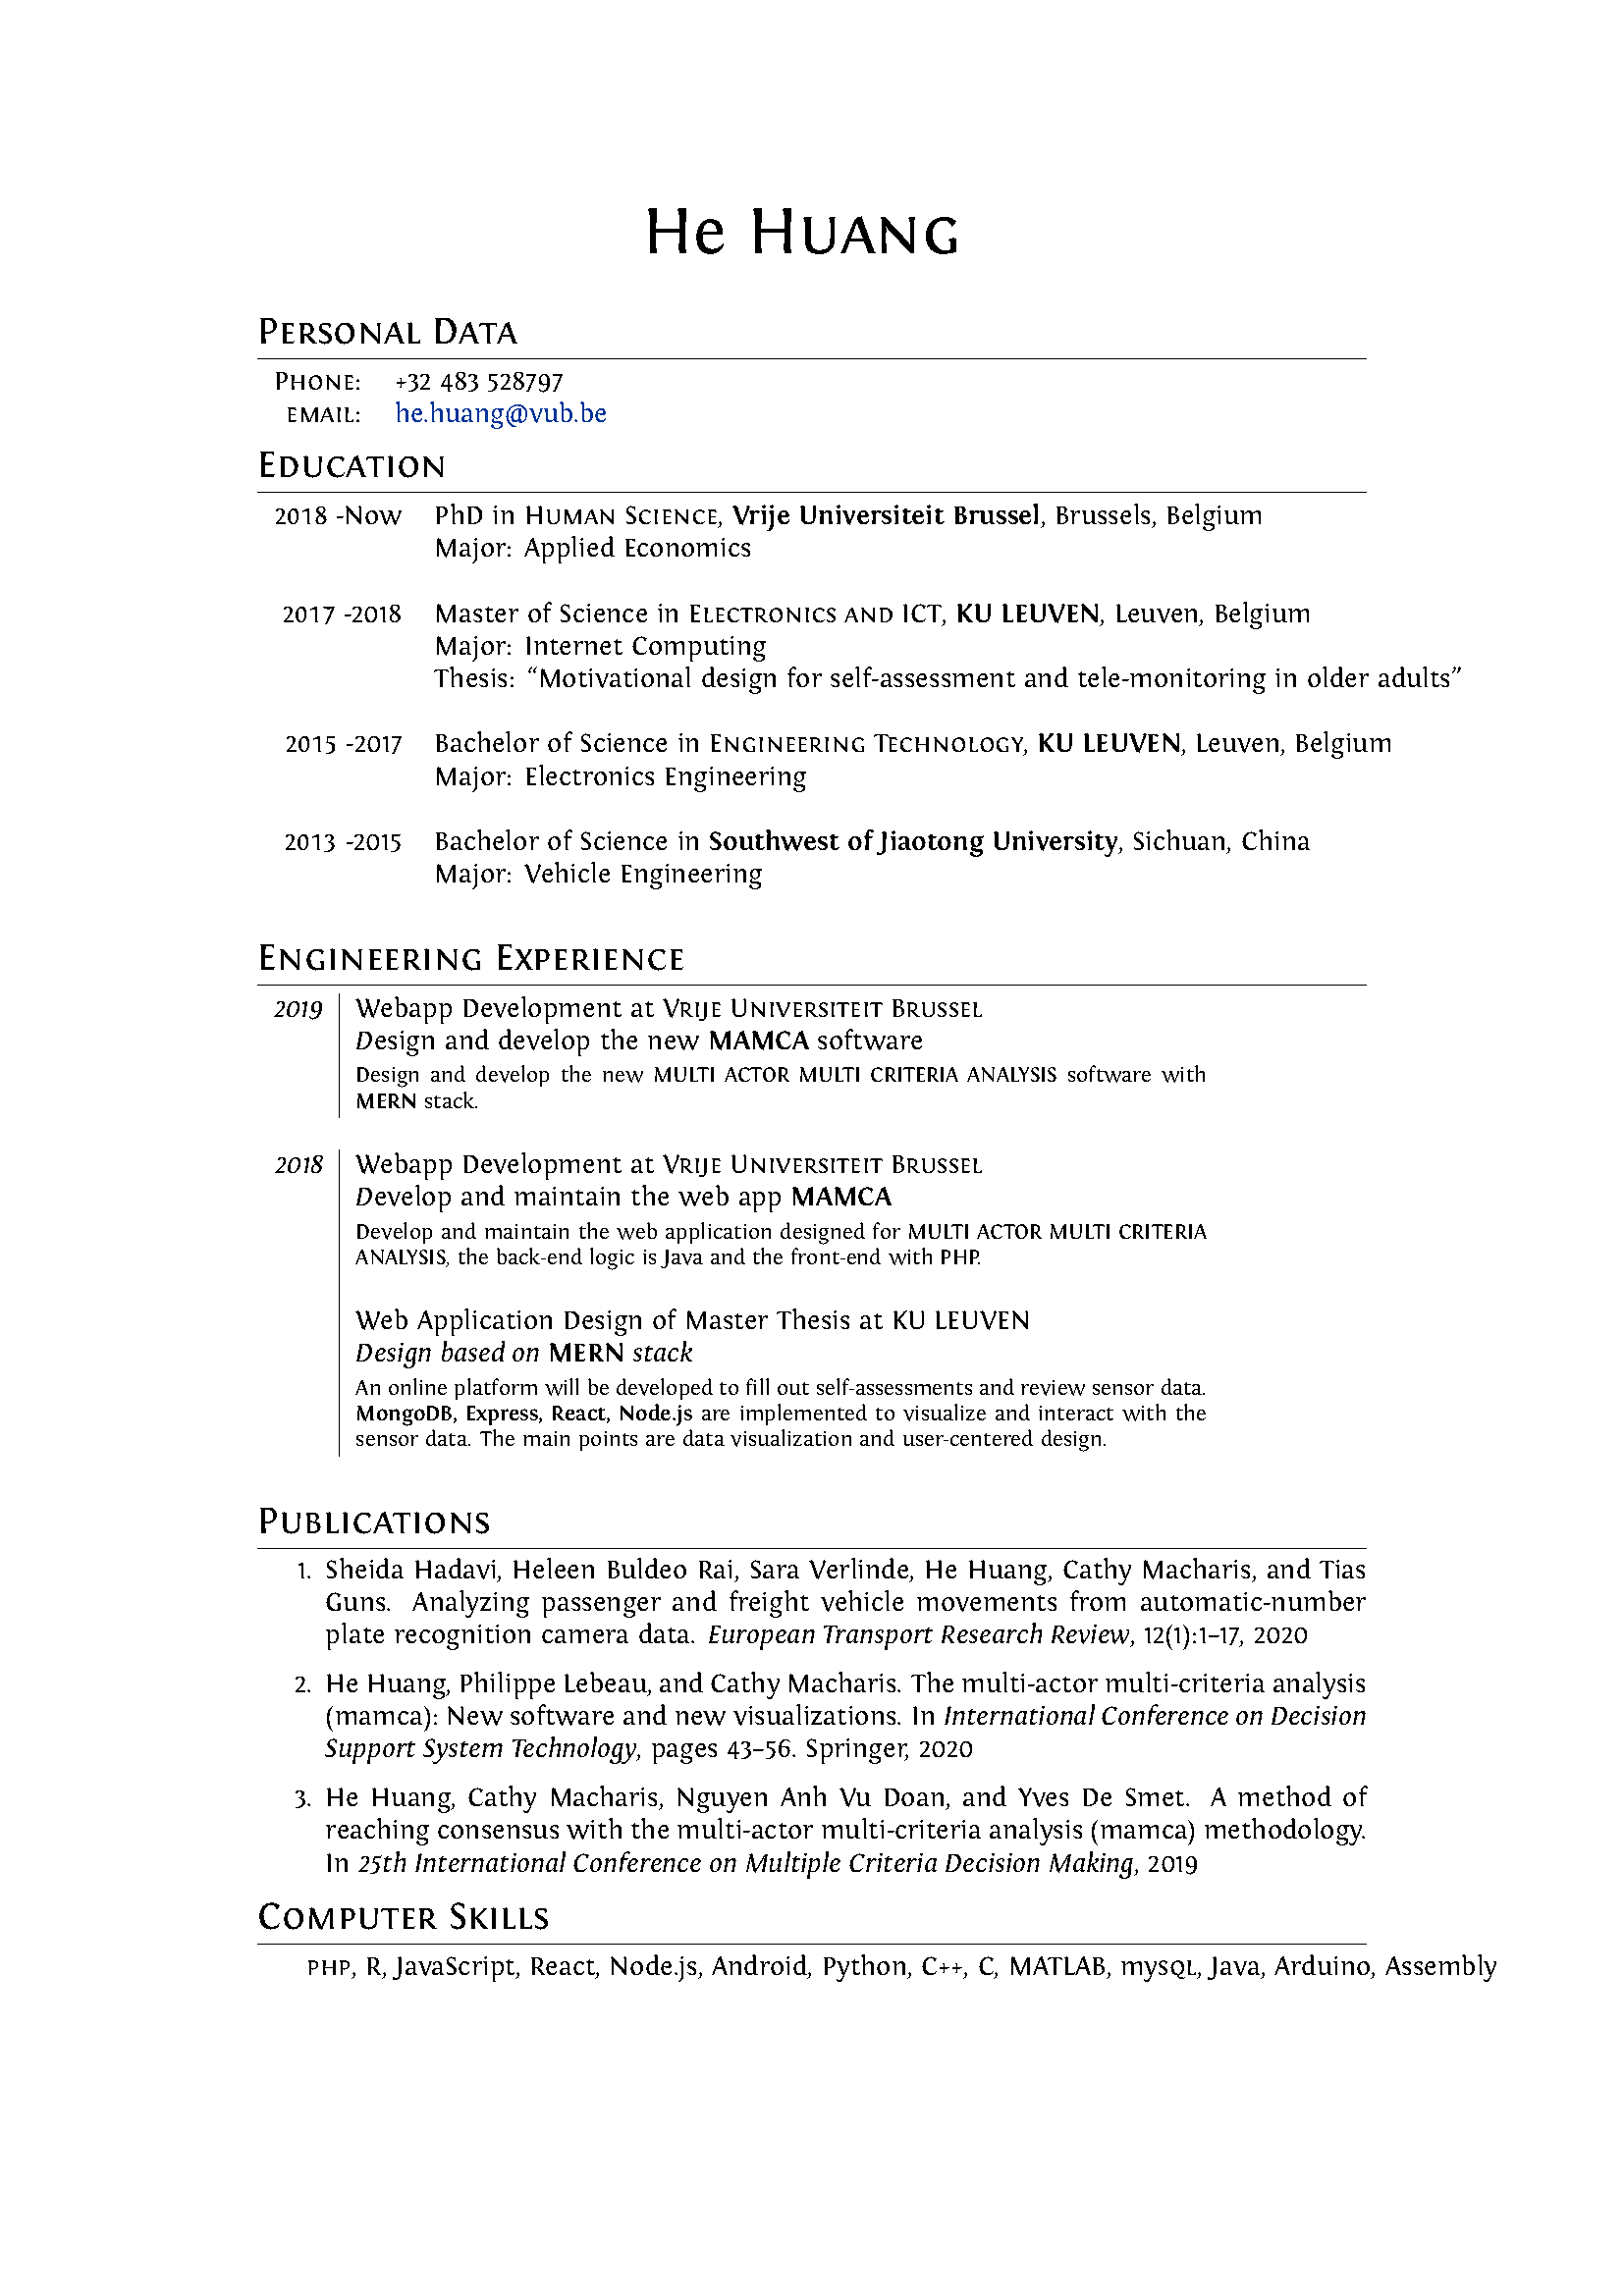 He HUANG
PERSONAL DATA
PHONE: +32 483 528797
EMAIL: he.huang@vub.be
EDUCATION
2018 -Now PhD in HUMAN SCIENCE, Vrije Universiteit Brussel, Brussels, Belgium
Major: Applied Economics
2017 -2018 Master of Science in ELECTRONICS AND ICT, KU LEUVEN, Leuven, Belgium
Major: Internet Computing
Thesis: “Motivational design for self-assessment and tele-monitoring in older adults”
2015 -2017 Bachelor of Science in ENGINEERING TECHNOLOGY, KU LEUVEN, Leuven, Belgium
Major: Electronics Engineering
2013 -2015 Bachelor of Science in Southwest of Jiaotong University, Sichuan, China
Major: Vehicle Engineering
ENGINEERING EXPERIENCE
2019 Webapp Development at VRIJE UNIVERSITEIT BRUSSEL
Design and develop the new MAMCA software
Design and develop the new MULTI ACTOR MULTI CRITERIA ANALYSIS software with
MERN stack.
2018 Webapp Development at VRIJE UNIVERSITEIT BRUSSEL
Develop and maintain the web app MAMCA
Develop and maintain the web application designed for MULTI ACTOR MULTI CRITERIA
ANALYSIS, the back-end logic is Java and the front-end with PHP.
Web Application Design of Master Thesis at KU LEUVEN
Design based on MERN stack
An online platform will be developed to fill out self-assessments and review sensor data.
MongoDB, Express, React, Node.js are implemented to visualize and interact with the
sensor data. The main points are data visualization and user-centered design.
PUBLICATIONS
1. Sheida Hadavi, Heleen Buldeo Rai, Sara Verlinde, He Huang, Cathy Macharis, and Tias
Guns. Analyzing passenger and freight vehicle movements from automatic-number
plate recognition camera data. European Transport Research Review, 12(1):1–17, 2020
2. He Huang, Philippe Lebeau, and Cathy Macharis. The multi-actor multi-criteria analysis
(mamca): New software and new visualizations. In International Conference on Decision
Support System Technology, pages 43–56. Springer, 2020
3. He Huang, Cathy Macharis, Nguyen Anh Vu Doan, and Yves De Smet. A method of
reaching consensus with the multi-actor multi-criteria analysis (mamca) methodology.
In 25th International Conference on Multiple Criteria Decision Making, 2019
COMPUTER SKILLS
PHP, R, JavaScript, React, Node.js, Android, Python, C++, C, MATLAB, mySQL, Java, Arduino, Assembly